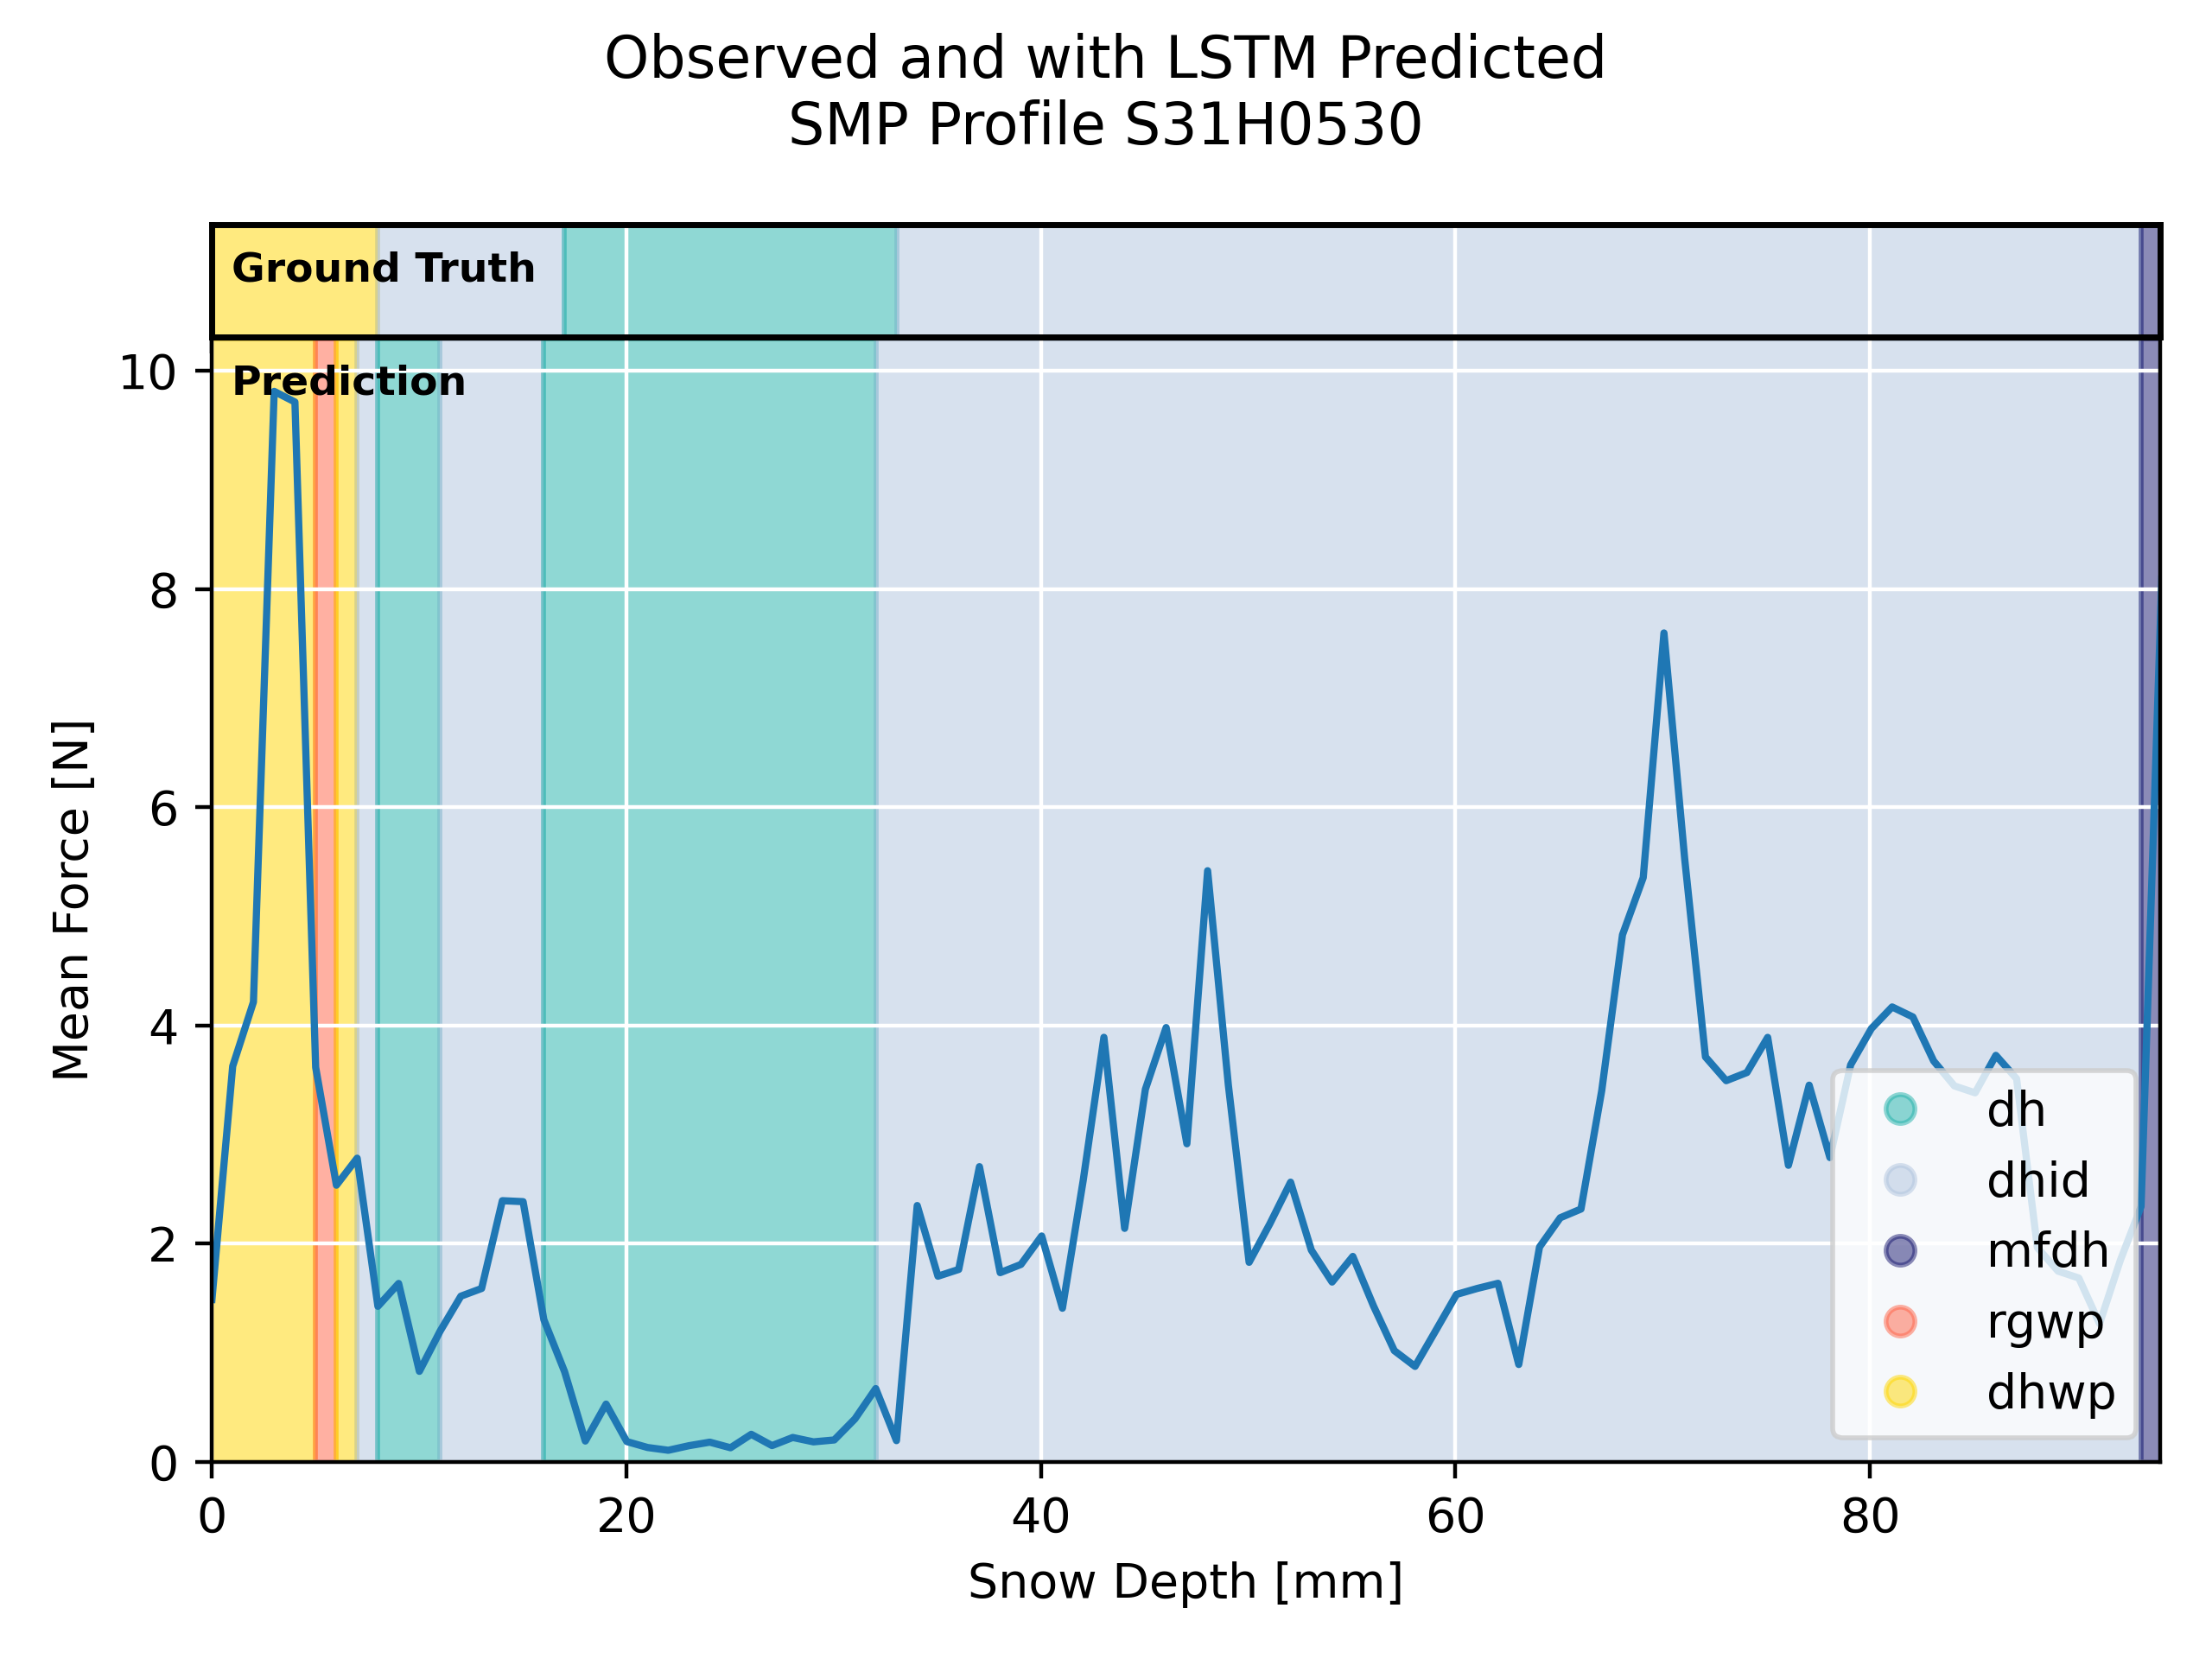 Observed and with LSTM Predicted
SMP Profile S31H0530
Ground Truth
Prediction
10
8
6
4
2
0
Mean Force [N]
0 20 40 60 80
Snow Depth [mm]
dh
dhid
mfdh
rgwp
dhwp